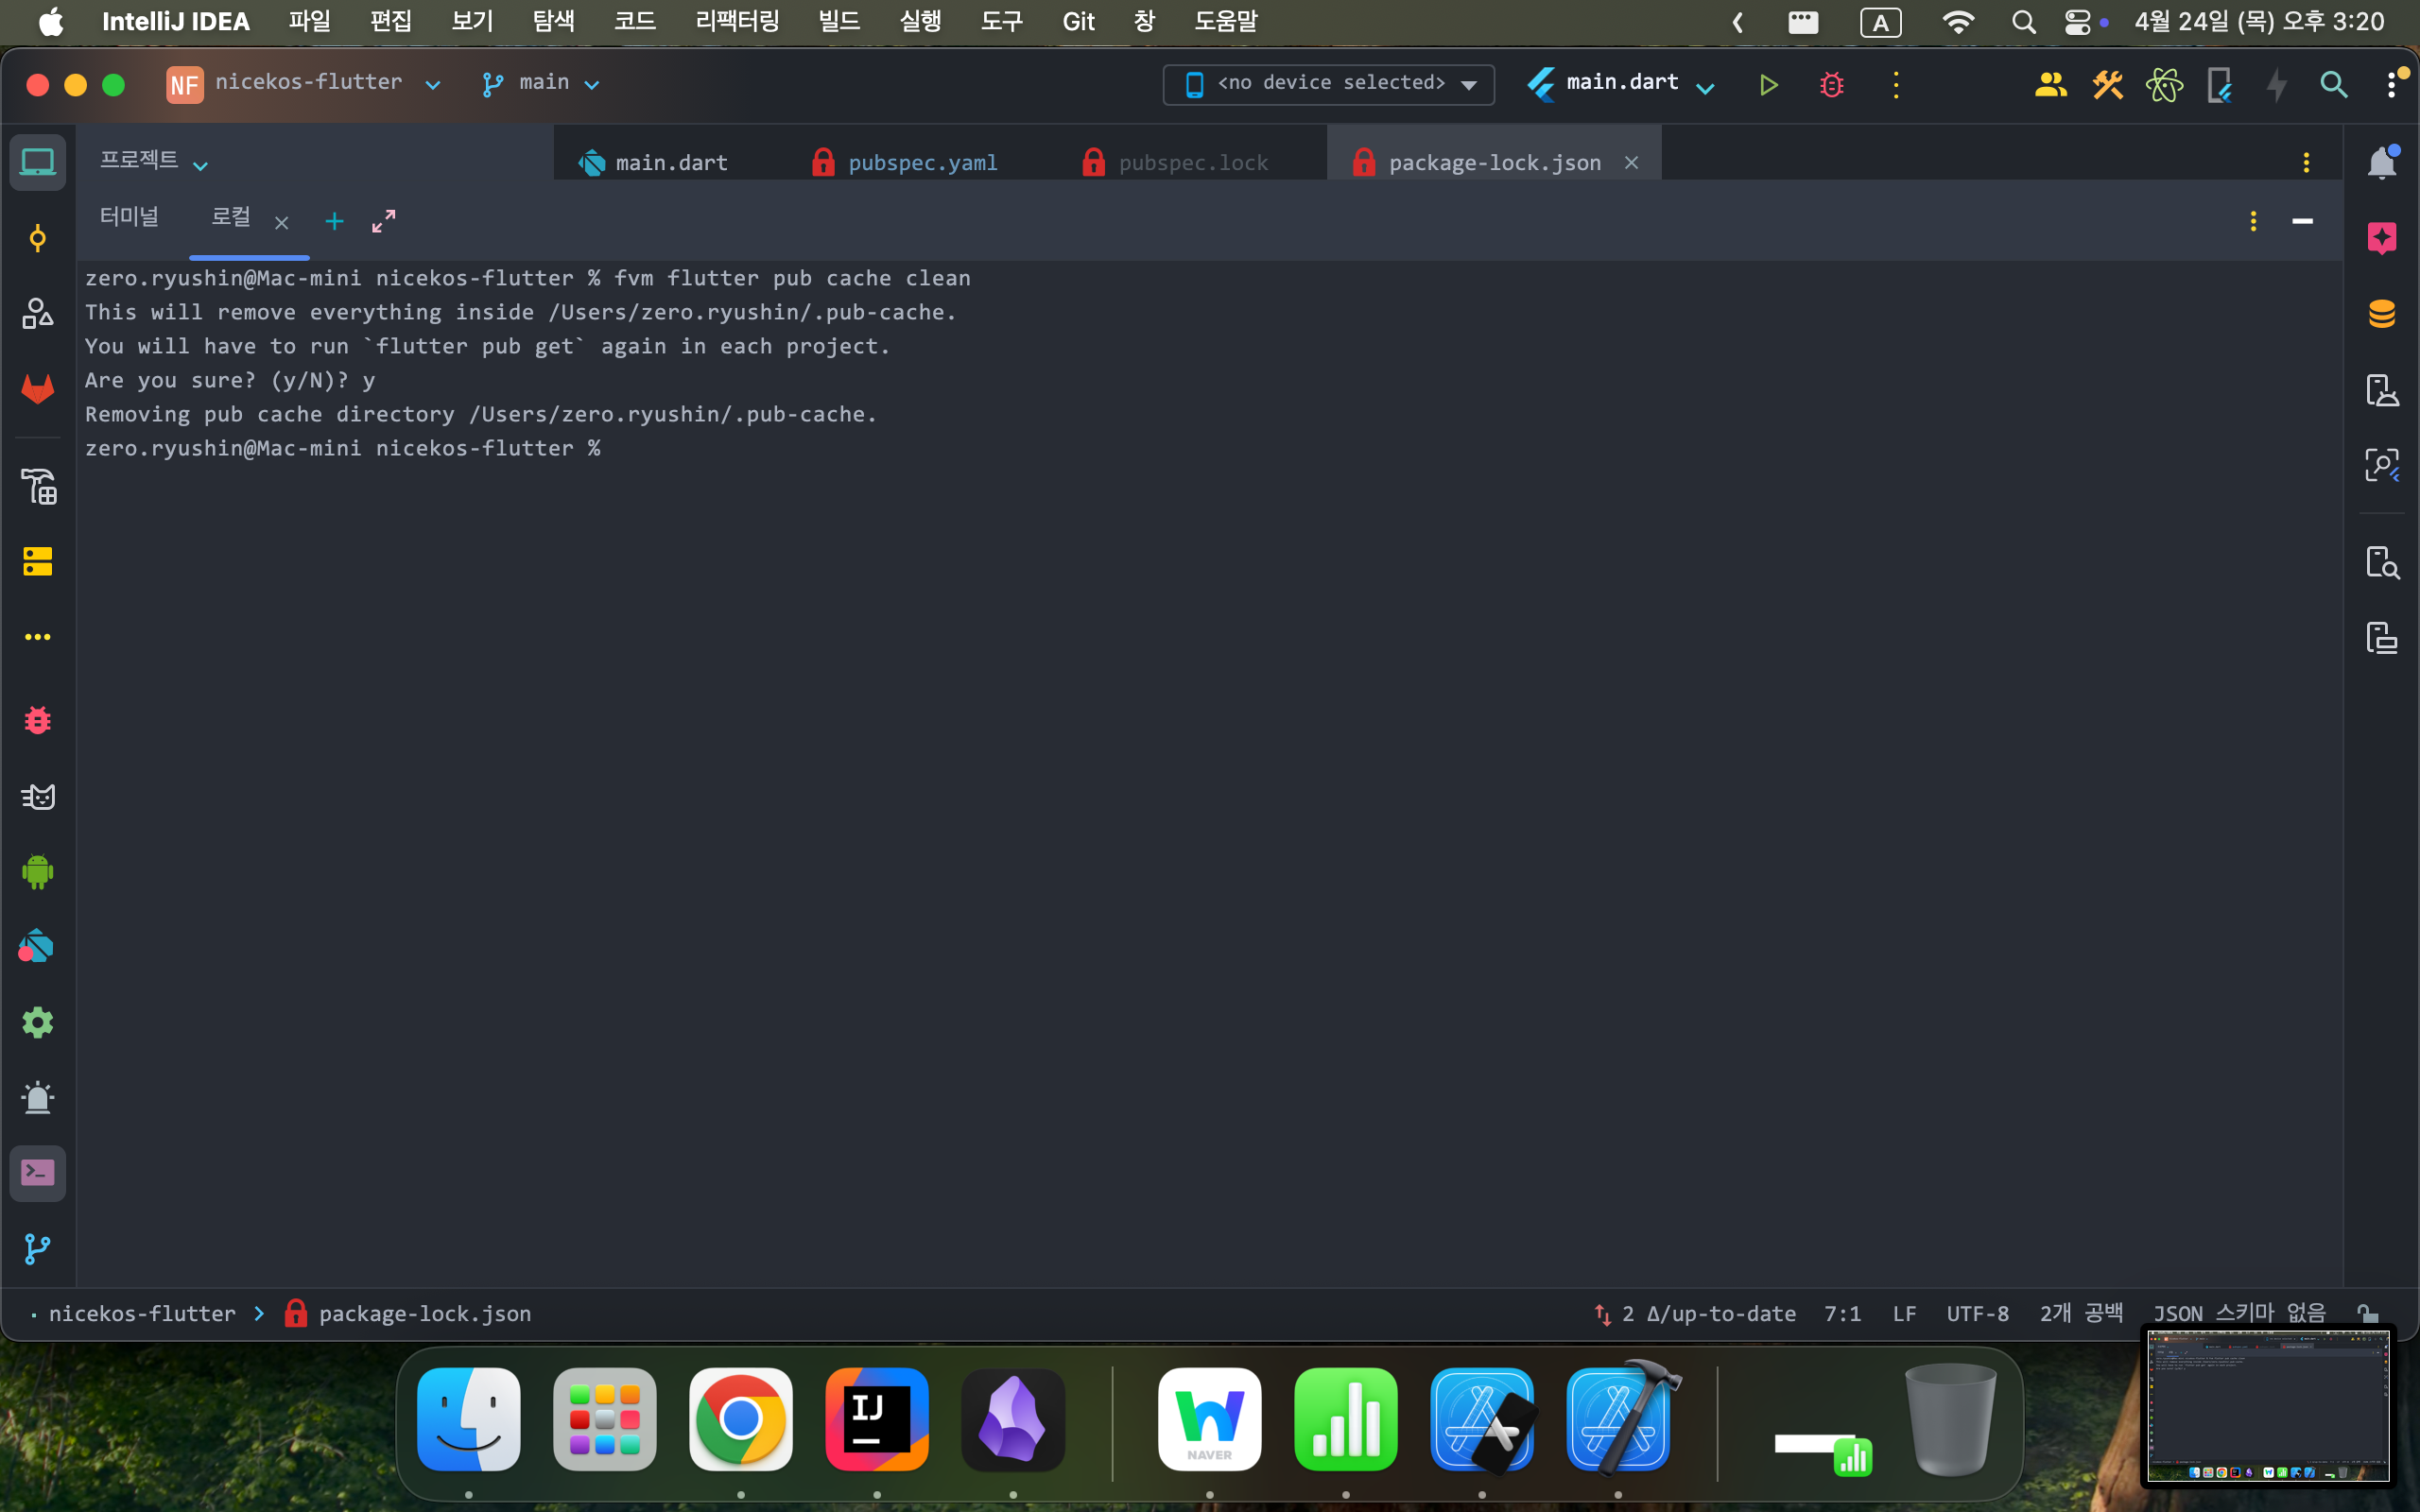 IntelliJ IDEA 파일 편집 보기 탐색 코드 리팩터링 빌드 실행 도구 Git 창 도움말 A 4월 24일 (목) 오후 3:20
NF nicekos-flutter main <no device selected> main.dart
프로젝트 main.dart pubspec.yaml pubspec.lock package-lock.json
터미널 로컬
zero.ryushin@Mac-mini nicekos-flutter % fvm flutter pub cache clean
This will remove everything inside /Users/zero.ryushin/.pub-cache.
You will have to run `flutter pub get` again in each project.
Are you sure? (y/N)? y
Removing pub cache directory /Users/zero.ryushin/.pub-cache.
zero.ryushin@Mac-mini nicekos-flutter %
nicekos-flutter package-lock.json 2 Δ/up-to-date 7:1 LF UTF-8 2개 공백 JSON 스키마 없음
IJ
NAVER